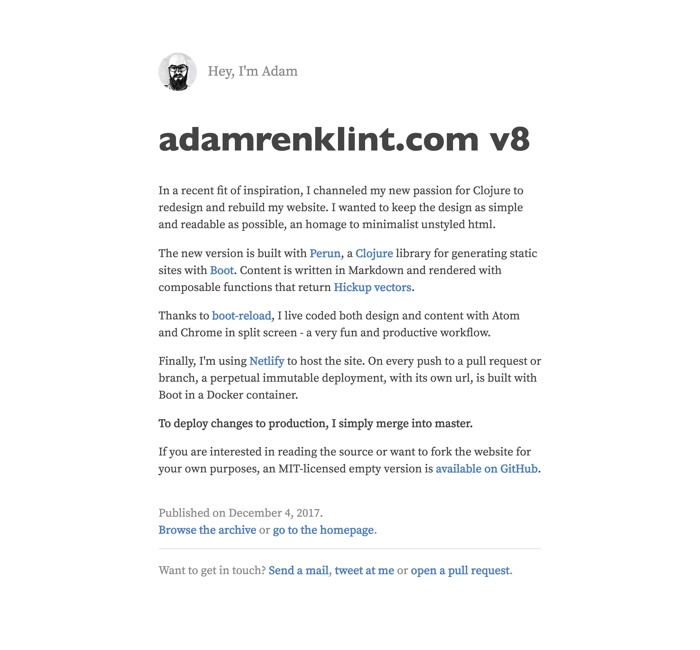 Hey, I'm Adam
adamrenklint.com v8
In a recent fit of inspiration, I channeled my new passion for Clojure to
redesign and rebuild my website. I wanted to keep the design as simple
and readable as possible, an homage to minimalist unstyled html.
The new version is built with Perun, a Clojure library for generating static
sites with Boot. Content is written in Markdown and rendered with
composable functions that return Hickup vectors.
Thanks to boot-reload, I live coded both design and content with Atom
and Chrome in split screen - a very fun and productive workflow.
Finally, I'm using Netlify to host the site. On every push to a pull request or
branch, a perpetual immutable deployment, with its own url, is built with
Boot in a Docker container.
To deploy changes to production, I simply merge into master.
If you are interested in reading the source or want to fork the website for
your own purposes, an MIT-licensed empty version is available on GitHub.
Published on December 4, 2017.
Browse the archive or go to the homepage.
Want to get in touch? Send a mail, tweet at me or open a pull request.